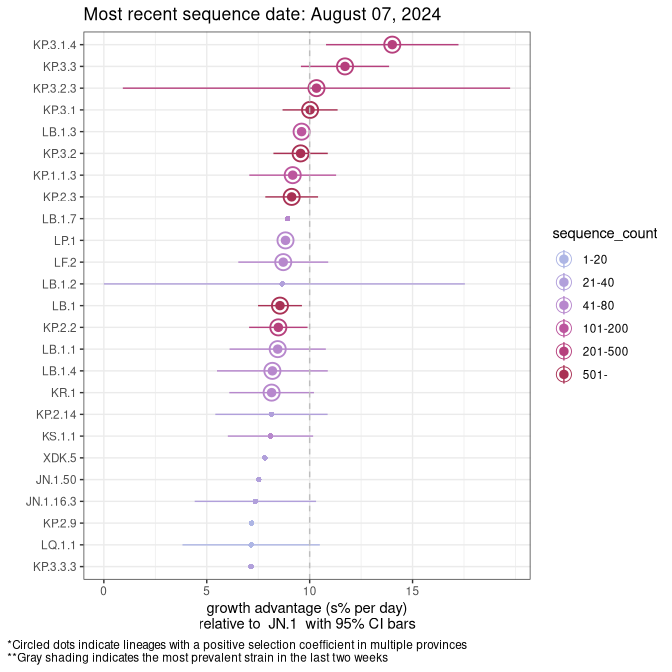 Most recent sequence date: August 07, 2024
KP.3.1.4
KP.3.3
KP.3.2.3
KP.3.1
LB.1.3
KP.3.2
KP.1.1.3
KP.2.3
LB.1.7
LP.1
LF.2
LB.1.2
LB.1
KP.2.2
LB.1.1
LB.1.4
KR.1
KP.2.14
KS.1.1
XDK.5
JN.1.50
JN.1.16.3
KP.2.9
LQ.1.1
KP.3.3.3
0 5 10 15
growth advantage (s% per day)
relative to JN.1 with 95% CI bars
sequence_count
1-20
21-40
41-80
101-200
201-500
501-
*Circled dots indicate lineages with a positive selection coefficient in multiple provinces
**Gray shading indicates the most prevalent strain in the last two weeks